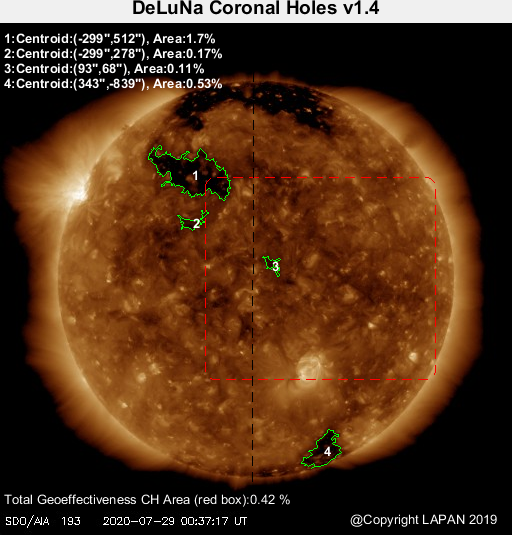 DeLuNa Coronal Holes v1.4
1:Centroid:(-299",512"), Area:1.7%
2:Centroid:(-299",278"), Area:0.17%
3:Centroid:(93",68"), Area:0.11%
4:Centroid:(343",-839"), Area:0.53%
1
2
3
4
Total Geoeffectiveness CH Area (red box):0.42 %
SDO/AIA 193 2020-07-29 00:37:17 UT
@Copyright LAPAN 2019